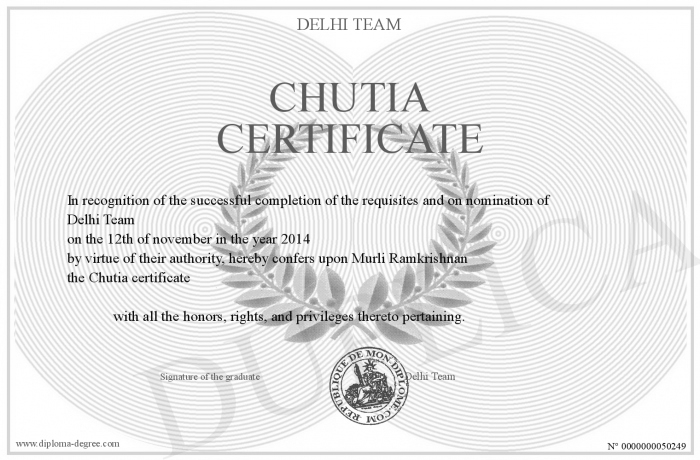 DELHI TEAM
CHUTIA
CERTIFICATE
In recognition of the successful completion of the requisites and on nomination of
Delhi Team
on the 12th of november in the year 2014
by virtue of their authority, hereby confers upon Murli Ramkrishnan
the Chutia certificate
with all the honors, rights, and privileges thereto pertaining.
DUPLICATA
Signature of the graduate
REPUBLIQUE DE MON DIPLOME.COM
Delhi Team
www.diploma-degree.com
N° 0000000050249